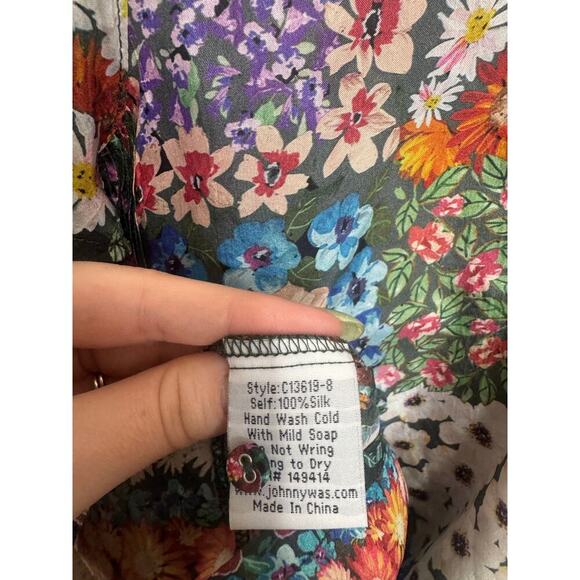 Style:C13619-8
Self:100%Silk
Hand Wash Cold
With Mild Soap
Not Wring
to Dry
# 149414
www.johnnywas.com
Made In China